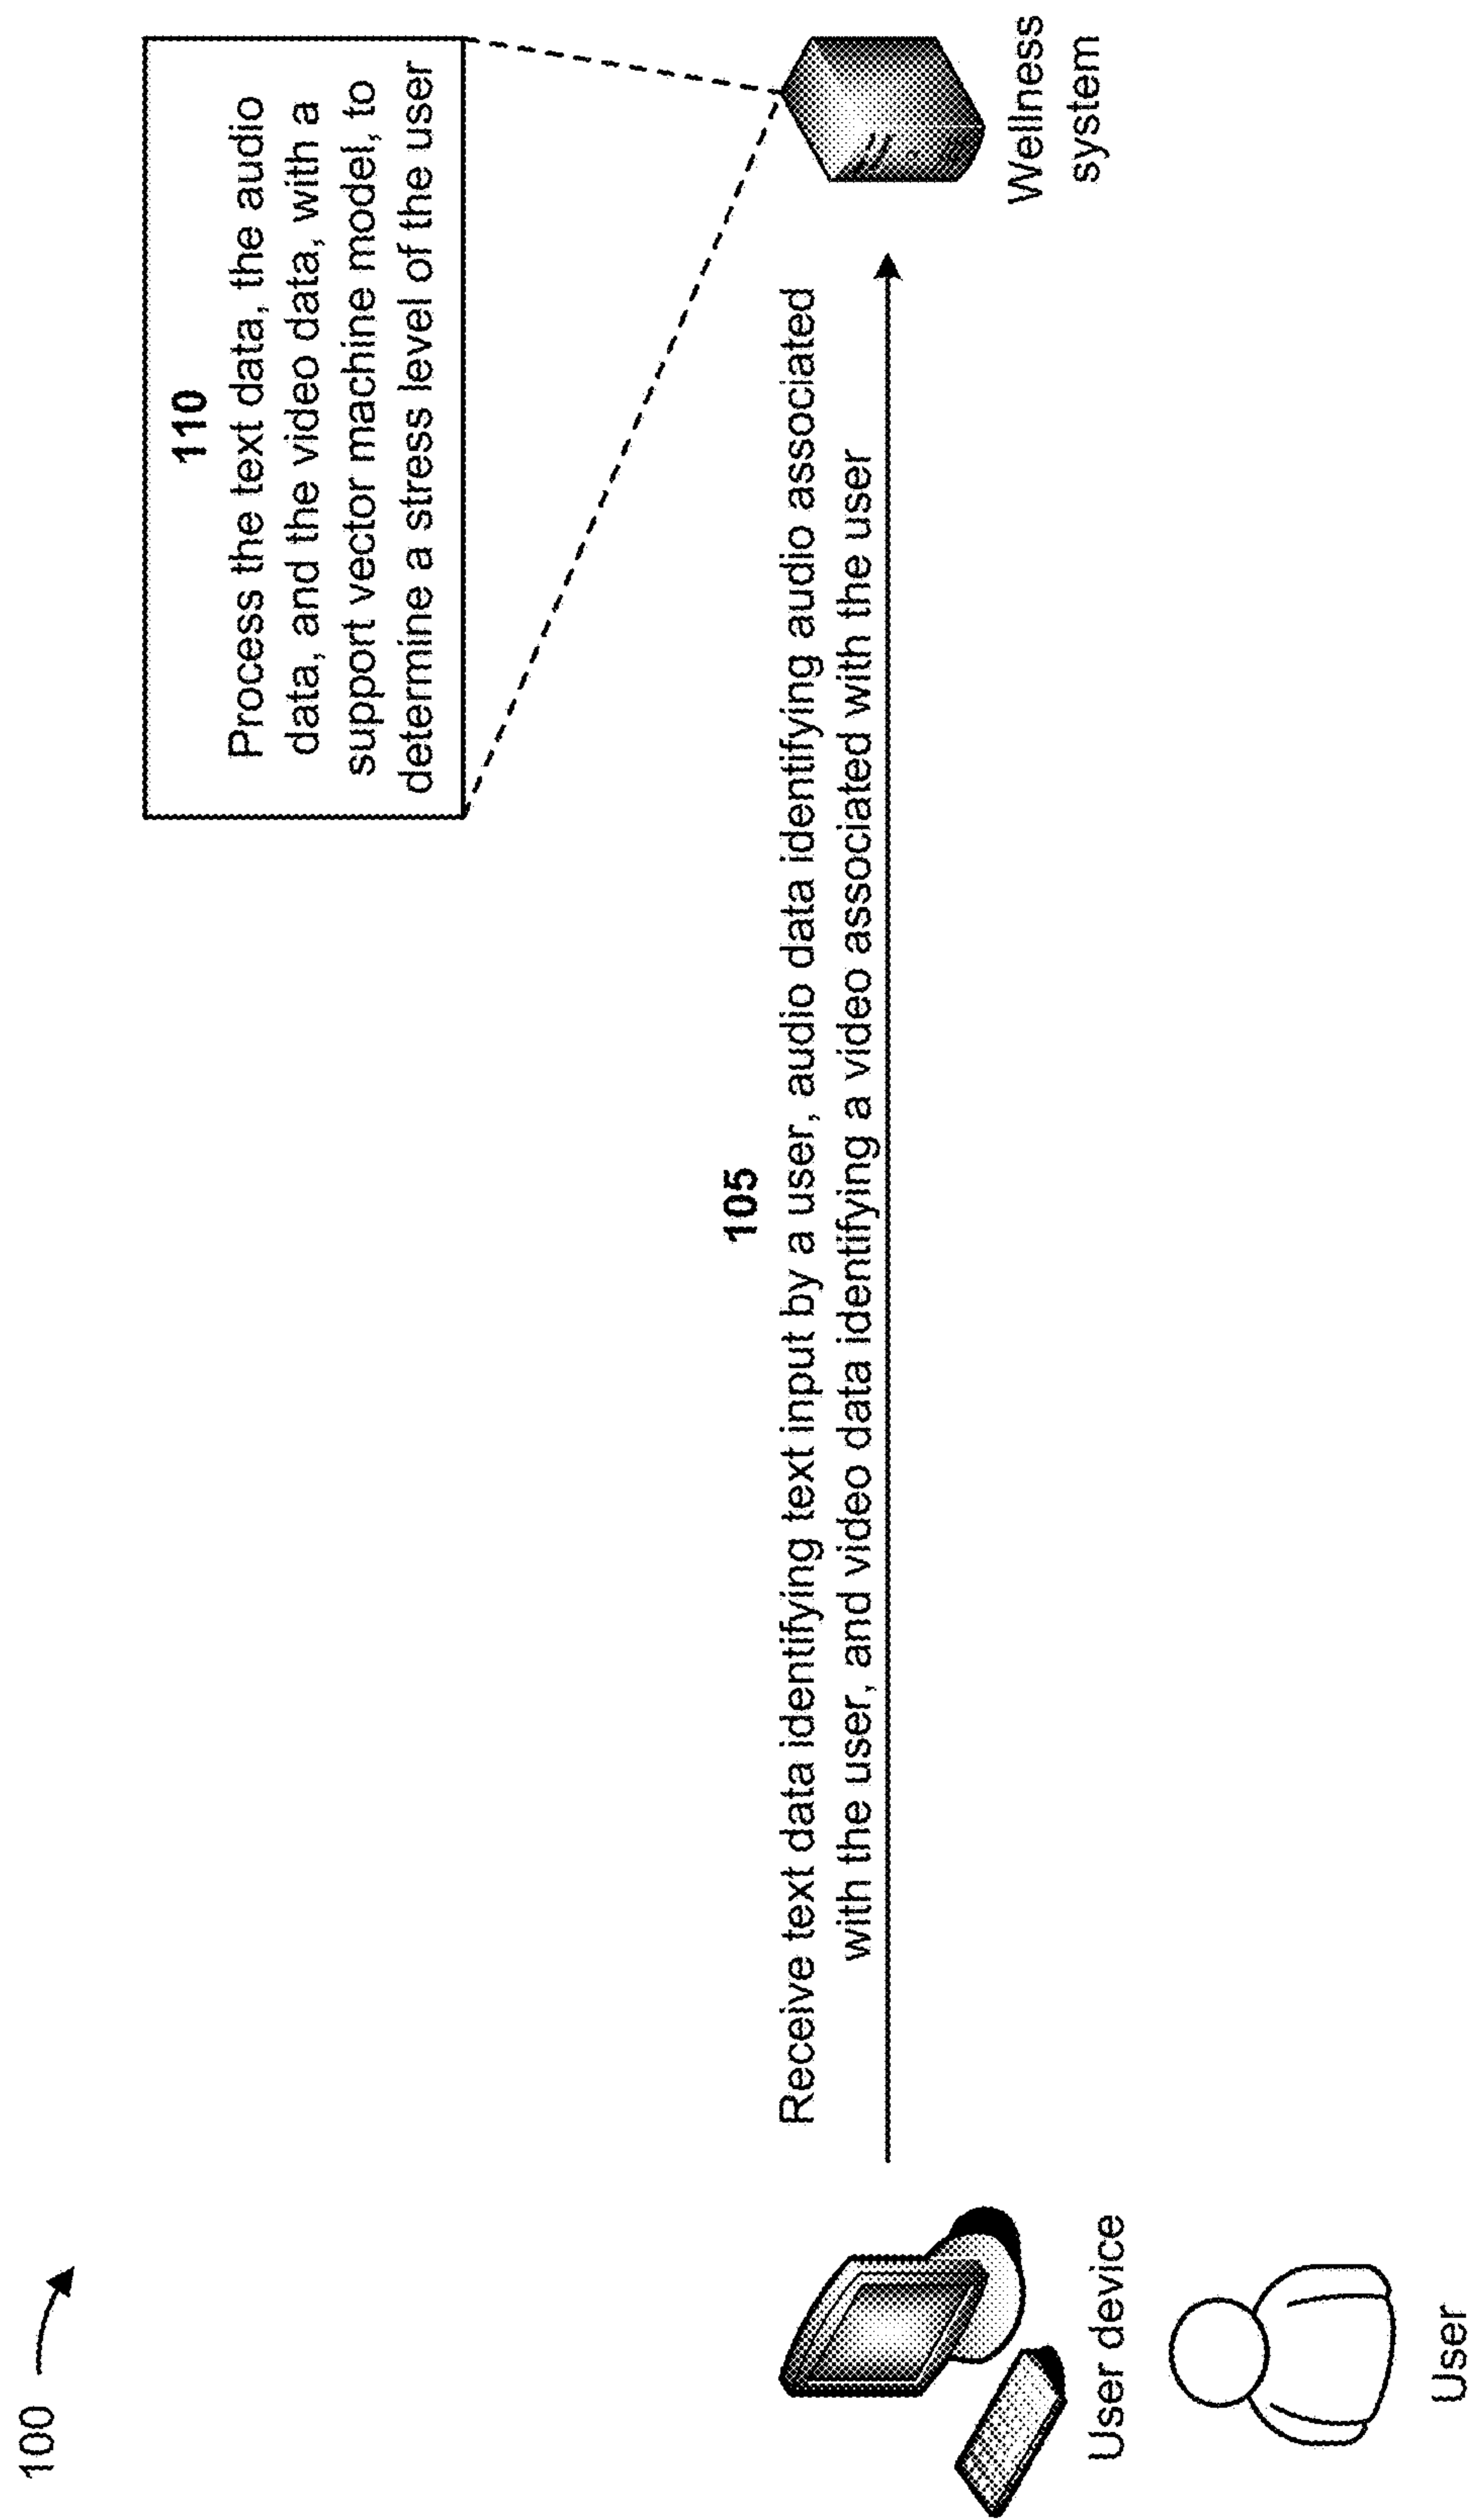 100
110
Process the text data, the audio
data, and the video data, with a
support vector machine model, to
determine a stress level of the user
105
Receive text data identifying text input by a user, audio data identifying audio associated
with the user, and video data identifying a video associated with the user
User device
User
Wellness
system